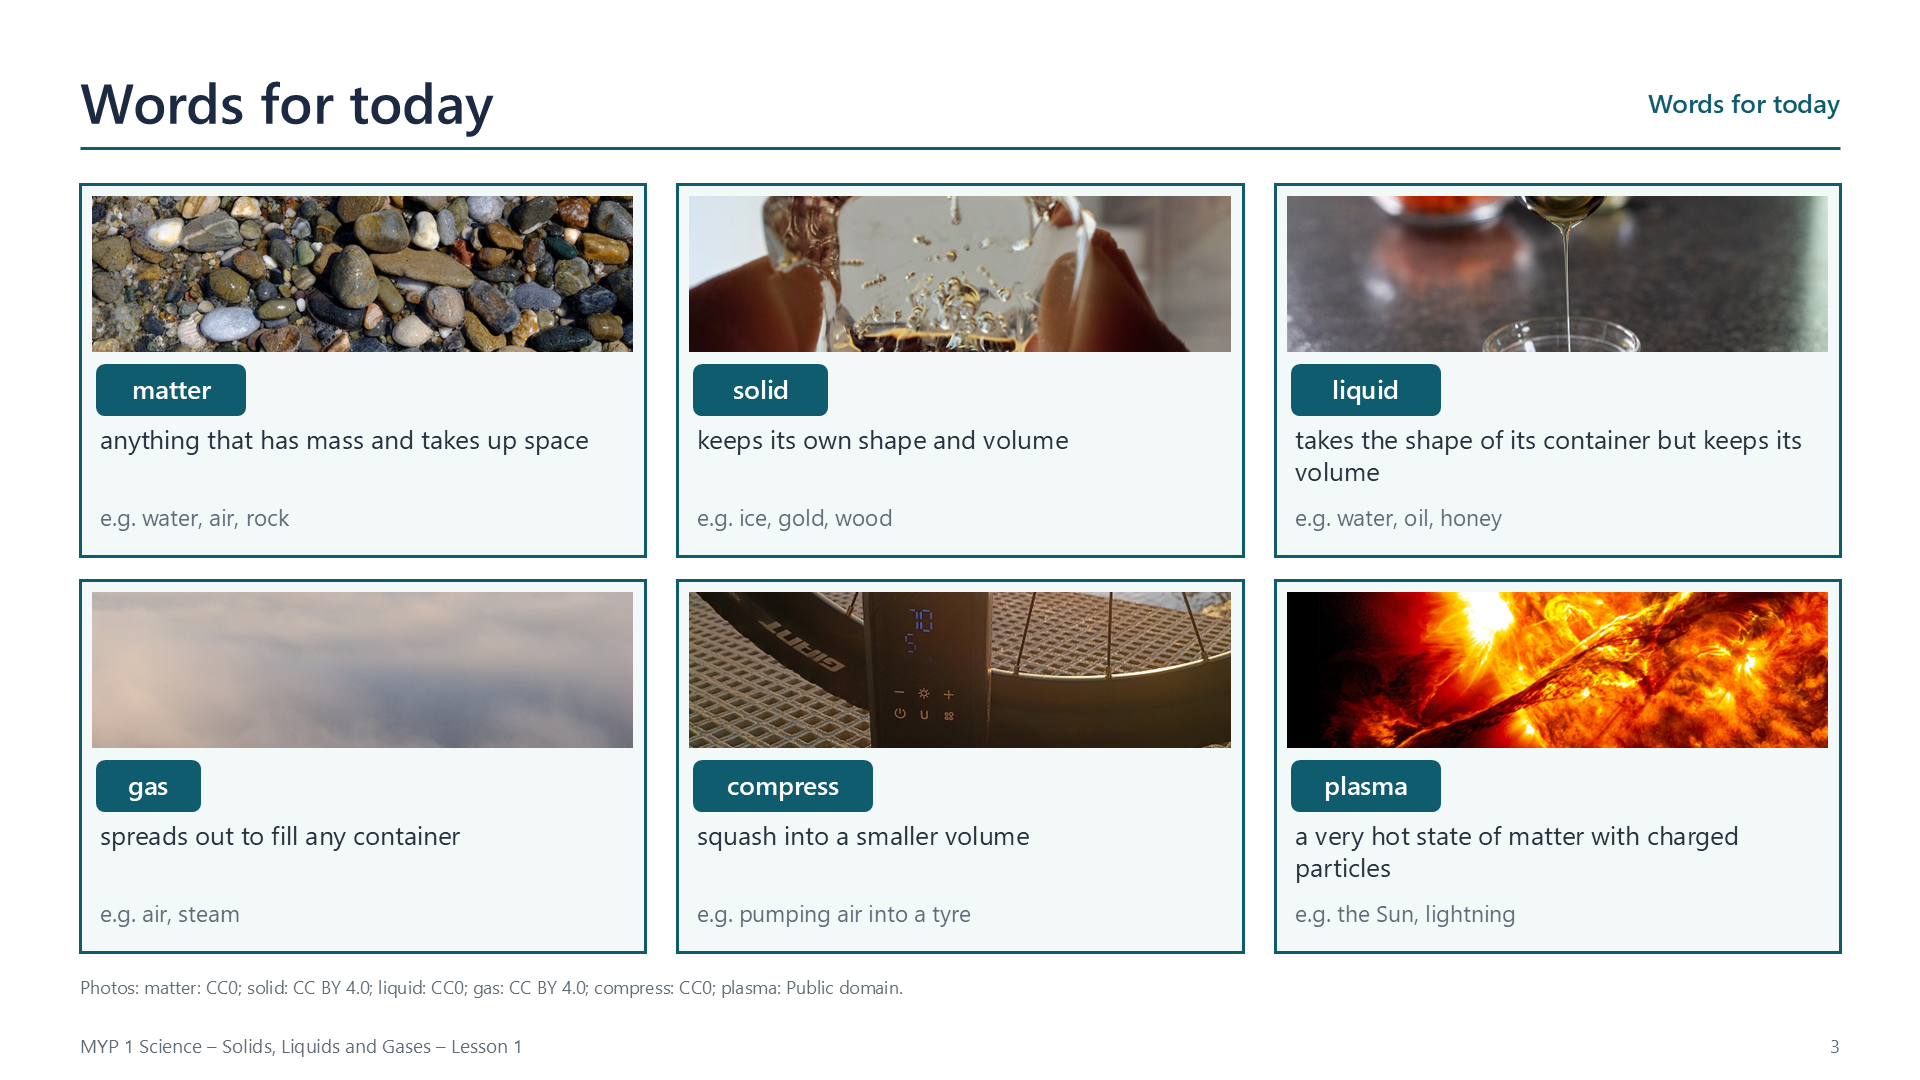 Words for today
Words for today
matter
anything that has mass and takes up space
e.g. water, air, rock
solid
keeps its own shape and volume
e.g. ice, gold, wood
liquid
takes the shape of its container but keeps its
volume
e.g. water, oil, honey
GIANT
70
5
gas
spreads out to fill any container
e.g. air, steam
compress
squash into a smaller volume
e.g. pumping air into a tyre
plasma
a very hot state of matter with charged
particles
e.g. the Sun, lightning
Photos: matter: CC0; solid: CC BY 4.0; liquid: CC0; gas: CC BY 4.0; compress: CC0; plasma: Public domain.
MYP 1 Science – Solids, Liquids and Gases – Lesson 1
3